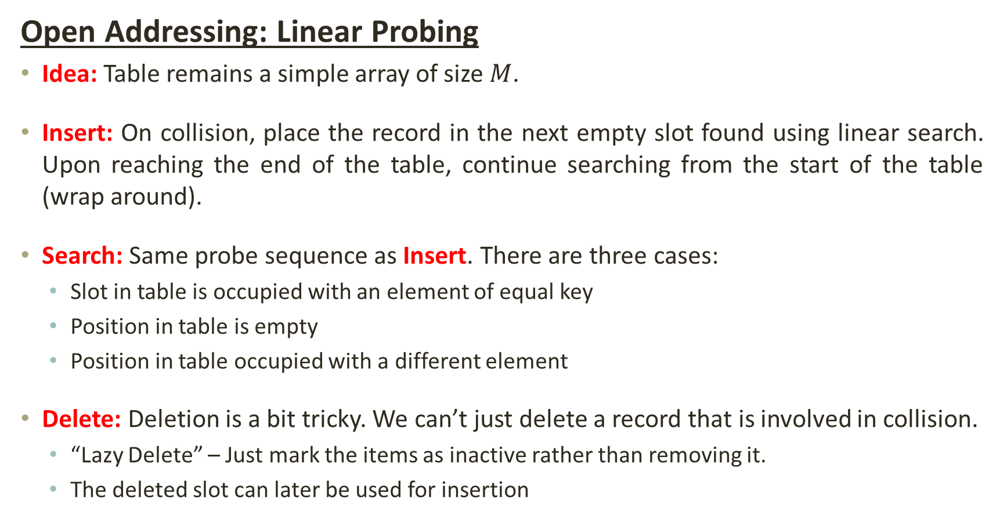 Open Addressing: Linear Probing
• Idea: Table remains a simple array of size M.
• Insert: On collision, place the record in the next empty slot found using linear search.
Upon reaching the end of the table, continue searching from the start of the table
(wrap around).
• Search: Same probe sequence as Insert. There are three cases:
• Slot in table is occupied with an element of equal key
• Position in table is empty
• Position in table occupied with a different element
• Delete: Deletion is a bit tricky. We can’t just delete a record that is involved in collision.
• “Lazy Delete” – Just mark the items as inactive rather than removing it.
• The deleted slot can later be used for insertion